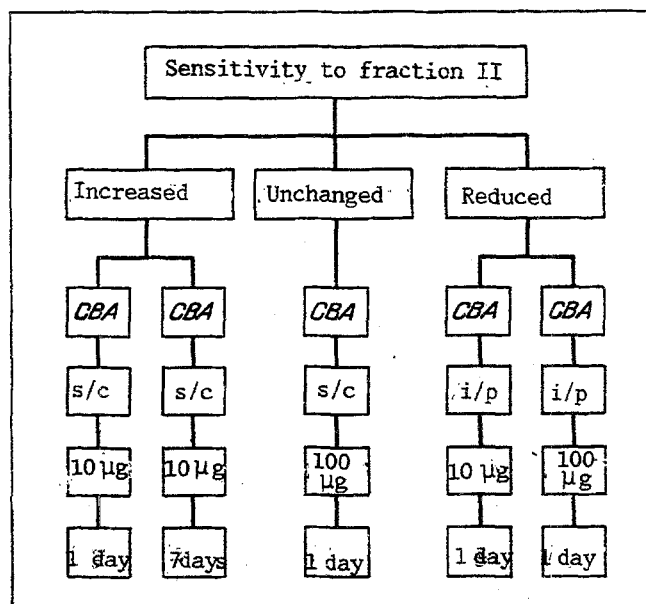 Sensitivity to fraction II
Increased Unchanged Reduced
CBA CBA CBA CBA CBA
s/c s/c s/c i/p i/p
10 µg 10 µg 100 µg 10 µg 100 µg
1 day 7days 1 day 1 day 1 day